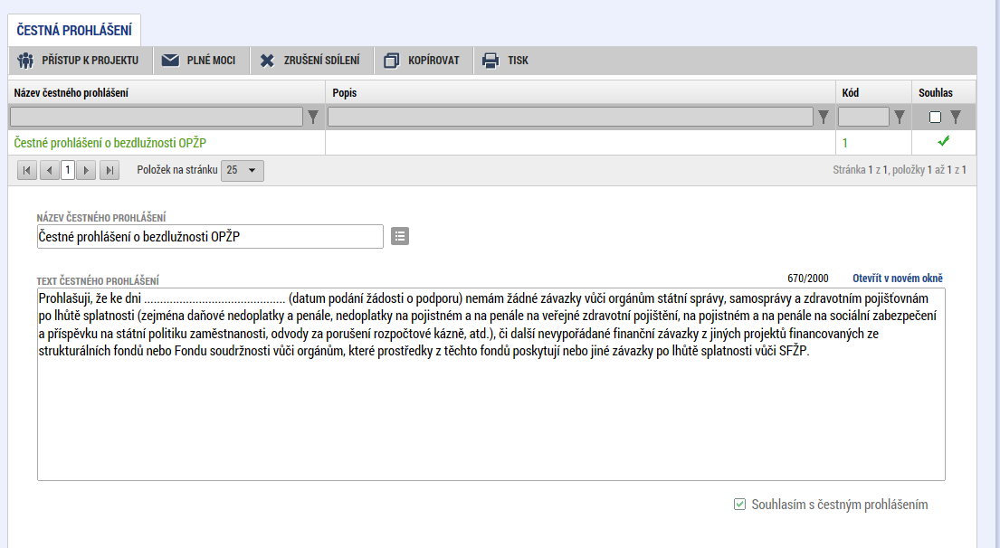 ČESTNÁ PROHLÁŠENÍ
PŘÍSTUP K PROJEKTU PLNÉ MOCI ZRUŠENÍ SDÍLENÍ KOPÍROVAT TISK
Název čestného prohlášení Popis Kód Souhlas
Čestné prohlášení o bezdlužnosti OPŽP 1
1 Položek na stránku 25 Stránka 1 z 1, položky 1 až 1 z 1
NÁZEV ČESTNÉHO PROHLÁŠENÍ
Čestné prohlášení o bezdlužnosti OPŽP
TEXT ČESTNÉHO PROHLÁŠENÍ 670/2000 Otevřít v novém okně
Prohlašuji, že ke dni ............................................ (datum podání žádosti o podporu) nemám žádné závazky vůči orgánům státní správy, samosprávy a zdravotním pojišťovnám
po lhůtě splatnosti (zejména daňové nedoplatky a penále, nedoplatky na pojistném a na penále na veřejné zdravotní pojištění, na pojistném a na penále na sociální zabezpečení
a příspěvku na státní politiku zaměstnanosti, odvody za porušení rozpočtové kázně, atd.), či další nevypořádané finanční závazky z jiných projektů financovaných ze
strukturálních fondů nebo Fondu soudržnosti vůči orgánům, které prostředky z těchto fondů poskytují nebo jiné závazky po lhůtě splatnosti vůči SFŽP.
Souhlasím s čestným prohlášením